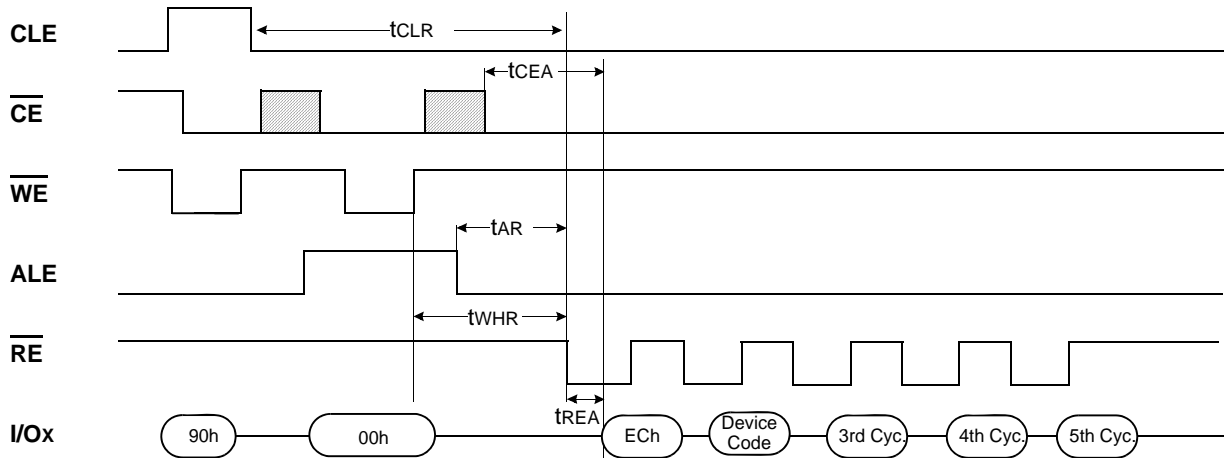 CLE
tCLR
tCEA
CE
WE
tAR
ALE
tWHR
RE
tREA
I/Ox
90h
00h
ECh
Device
Code
3rd Cyc.
4th Cyc.
5th Cyc.